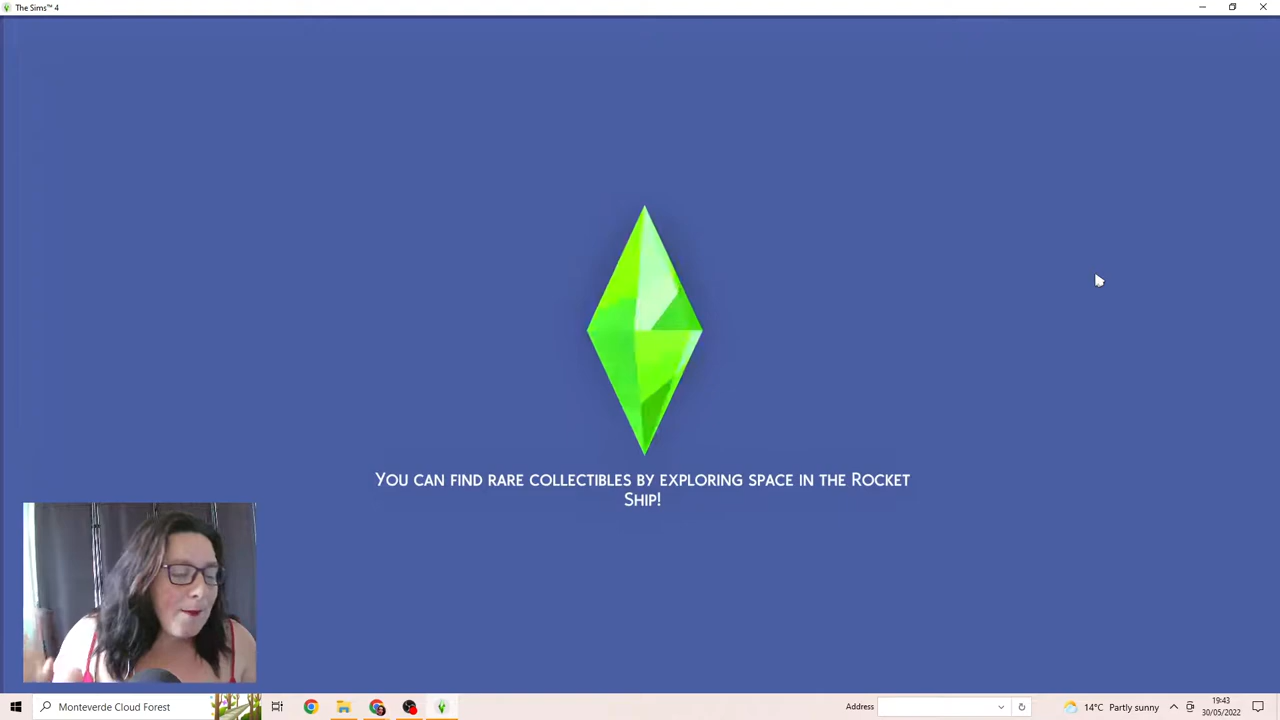 The Sims™ 4
You can find rare collectibles by exploring space in the Rocket
Ship!
Monteverde Cloud Forest
Address
14°C Partly sunny
19:43
30/05/2022